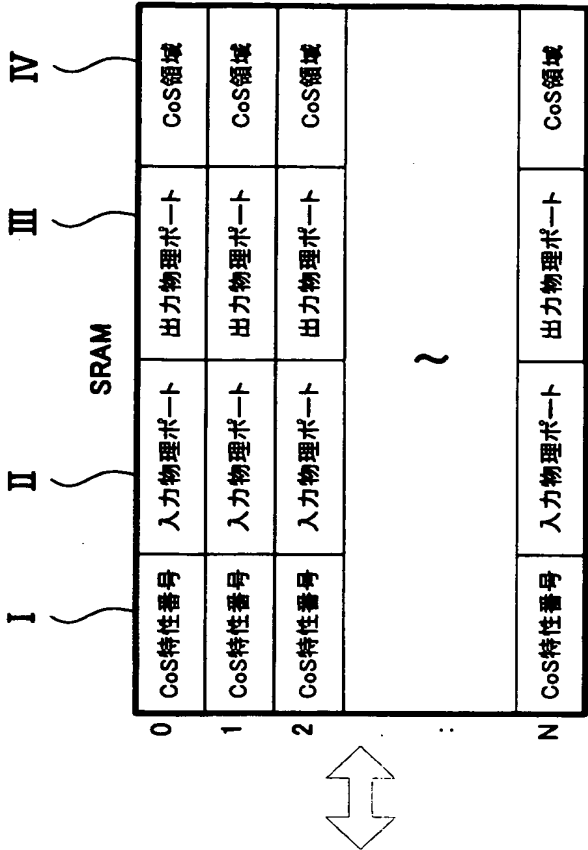 SRAM
I II III IV
0 CoS特性番号 入力物理ポート 出力物理ポート CoS領域
1 CoS特性番号 入力物理ポート 出力物理ポート CoS領域
2 CoS特性番号 入力物理ポート 出力物理ポート CoS領域
: ~
N CoS特性番号 入力物理ポート 出力物理ポート CoS領域